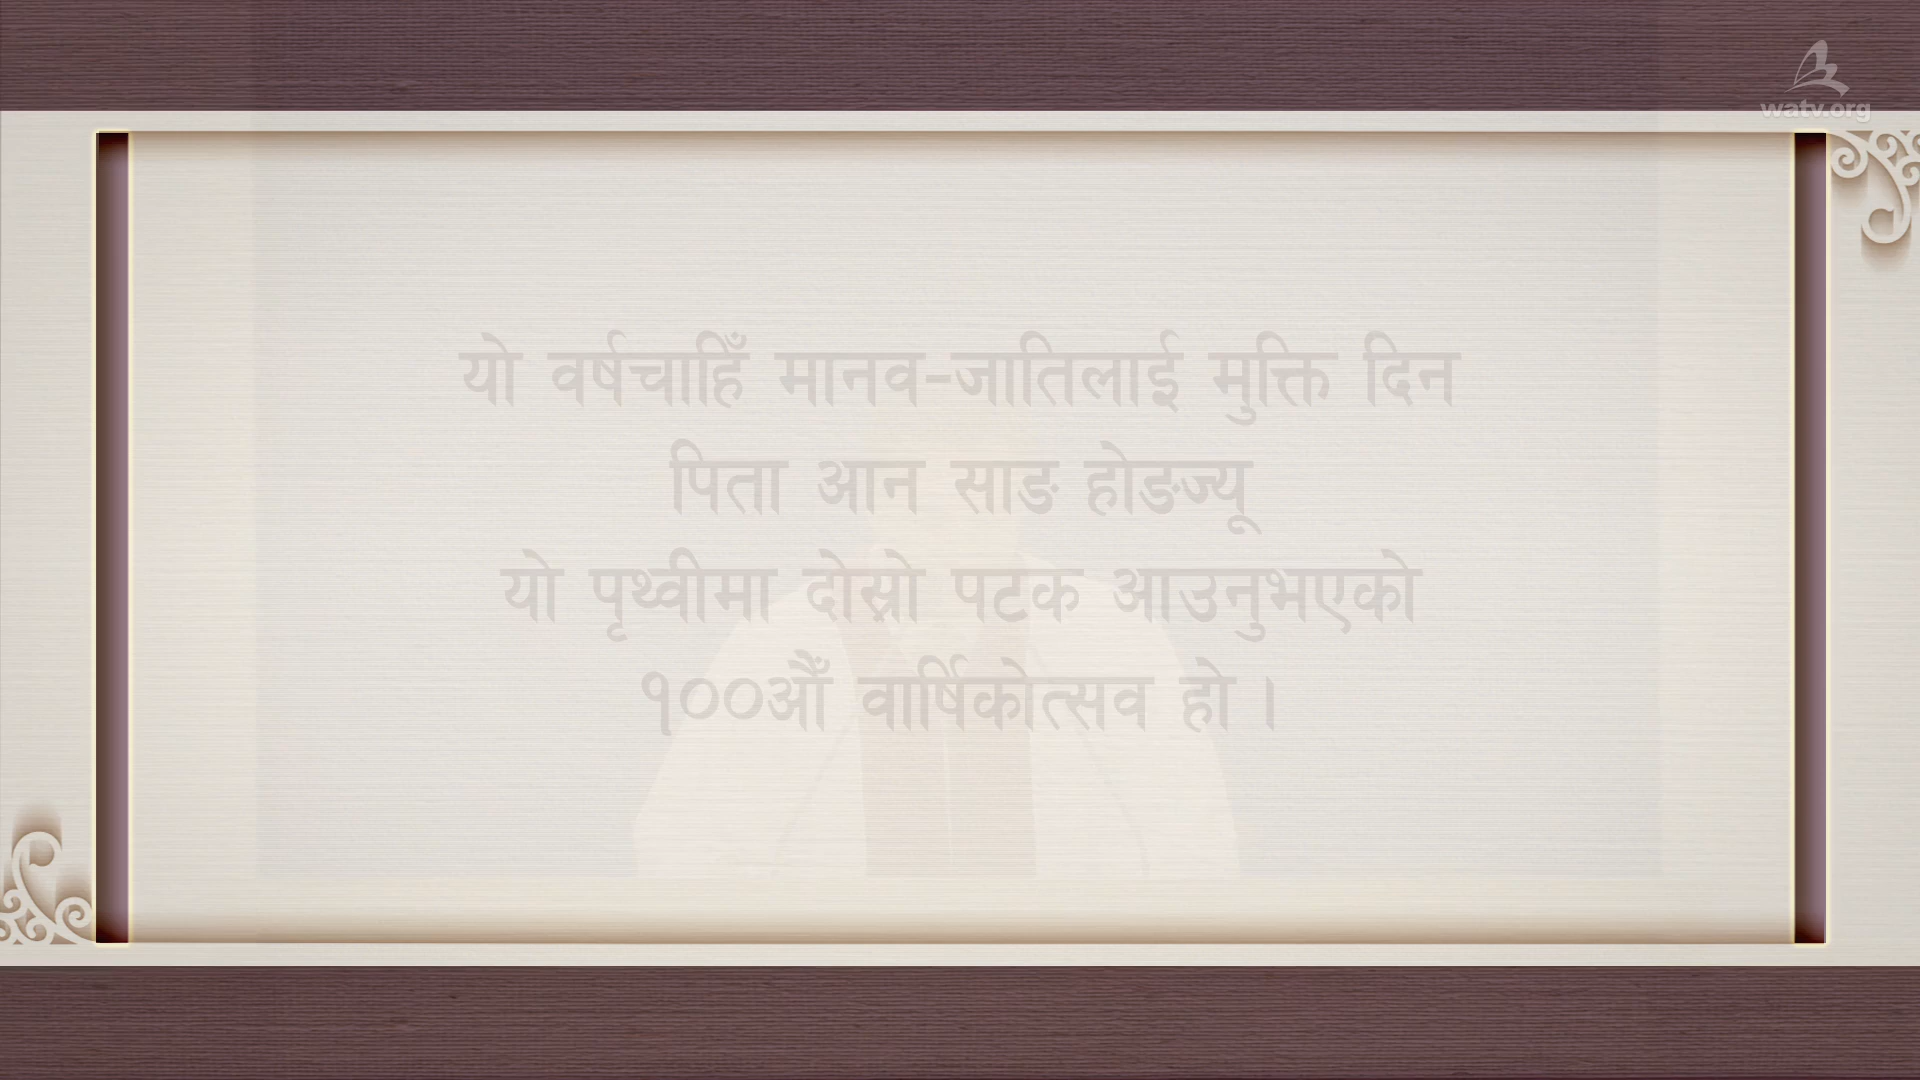 watv.org
यो वर्षचाहिँ मानव-जातिलाई मुक्ति दिन
पिता आन साङ होङज्यू
यो पृथ्वीमा दोस्रो पटक आउनुभएको
१००औँ वार्षिकोत्सव हो ।